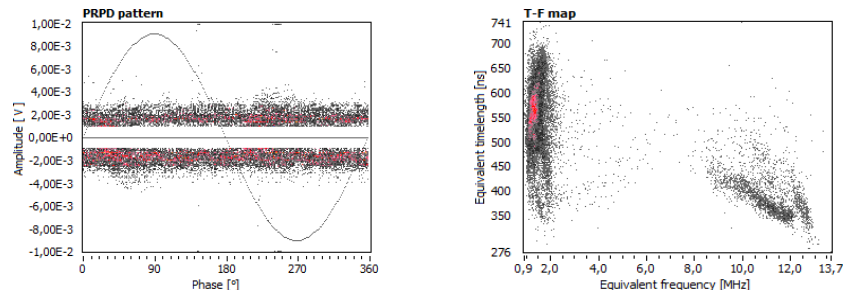 PRPD pattern
1,00E-2
8,00E-3
6,00E-3
4,00E-3
2,00E-3
0,00E+0
-2,00E-3
-4,00E-3
-6,00E-3
-8,00E-3
-1,00E-2
Amplitude [ V ]
0 90 180 270 360
Phase [°]
T-F map
741
700
650
600
550
500
450
400
350
276
Equivalent timelength [ns]
0,9 2,0 4,0 6,0 8,0 10,0 12,0 13,7
Equivalent frequency [MHz]